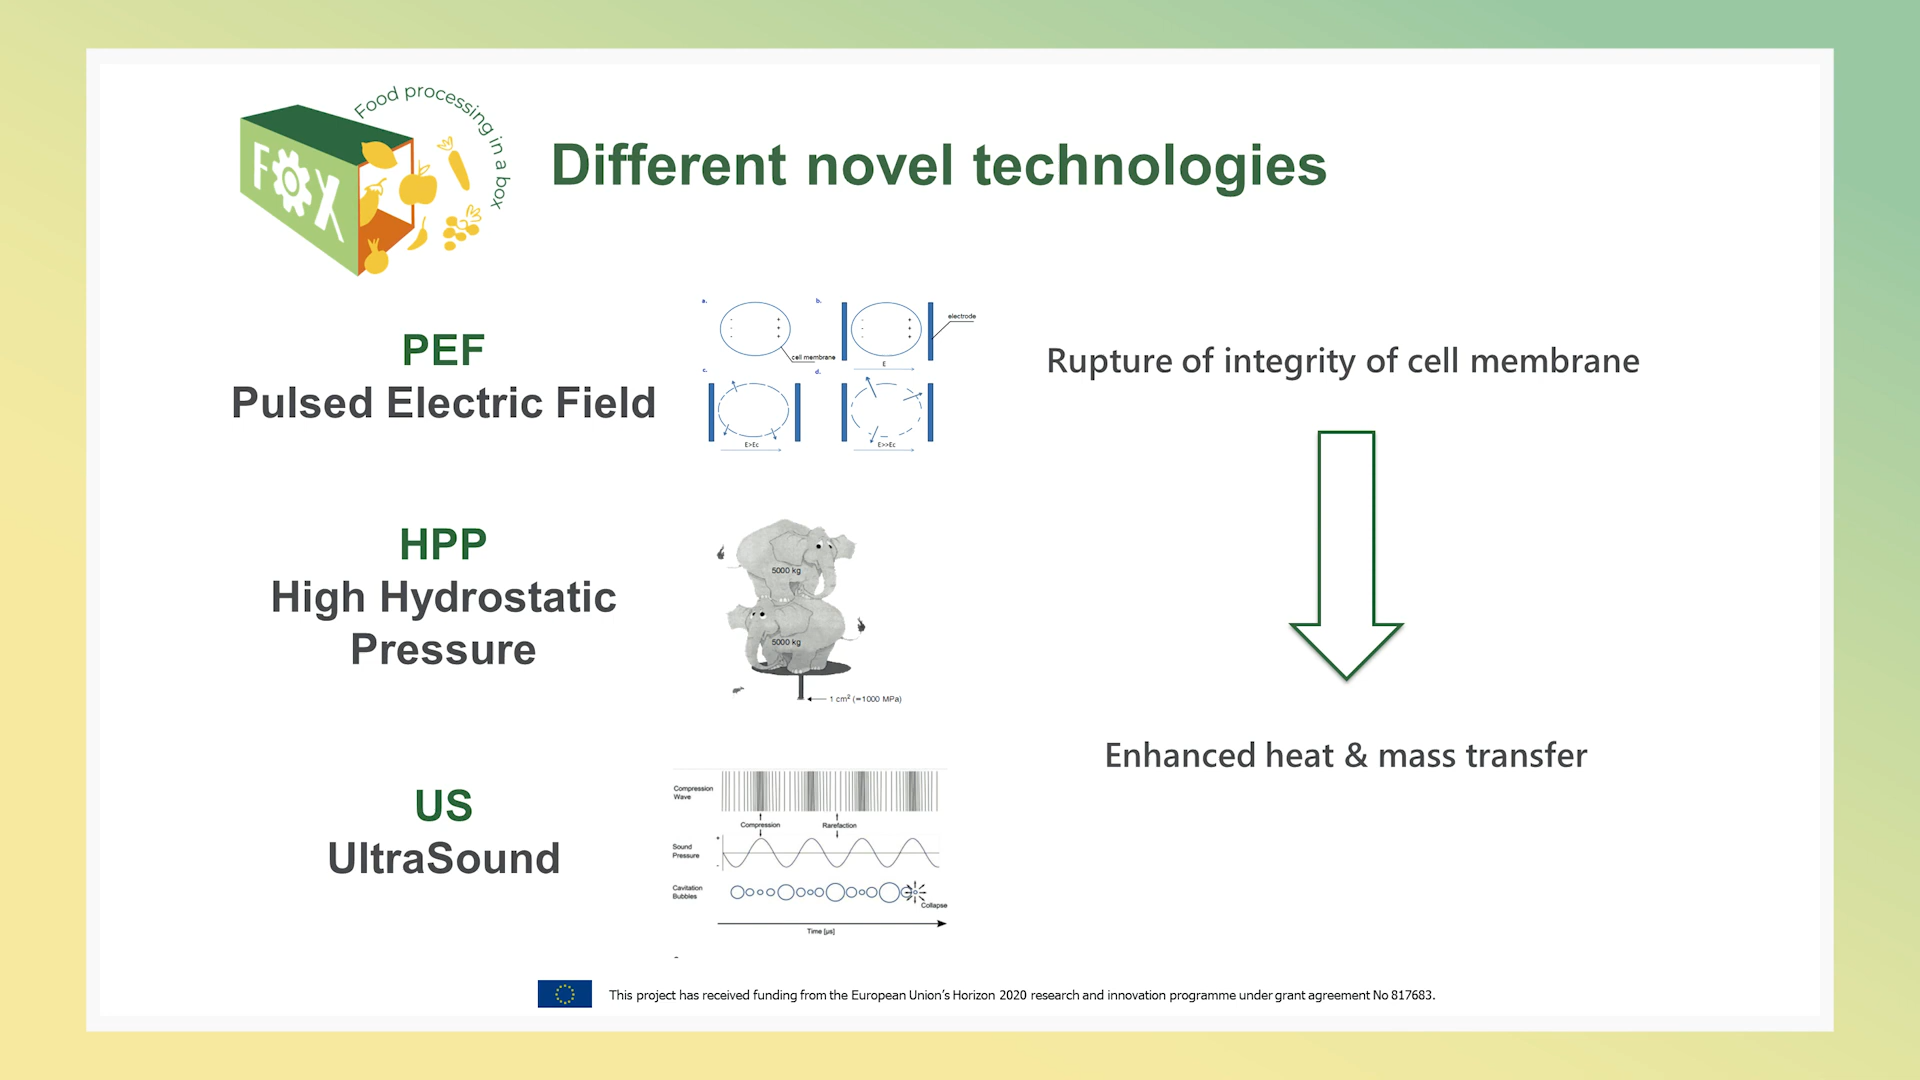 Food processing in a box
FOX
Different novel technologies
PEF
Pulsed Electric Field
a.
b.
- +
- +
- +
cell membrane
- +
- +
- +
electrode
E
c.
d.
E>Ec
E>>Ec
Rupture of integrity of cell membrane
HPP
High Hydrostatic
Pressure
5000 kg
5000 kg
1 cm² (=1000 MPa)
Enhanced heat & mass transfer
US
UltraSound
Compression
Wave
Compression
Rarefaction
+
Sound
Pressure
-
Cavitation
Bubbles
Collapse
Time [µs]
This project has received funding from the European Union's Horizon 2020 research and innovation programme under grant agreement No 817683.